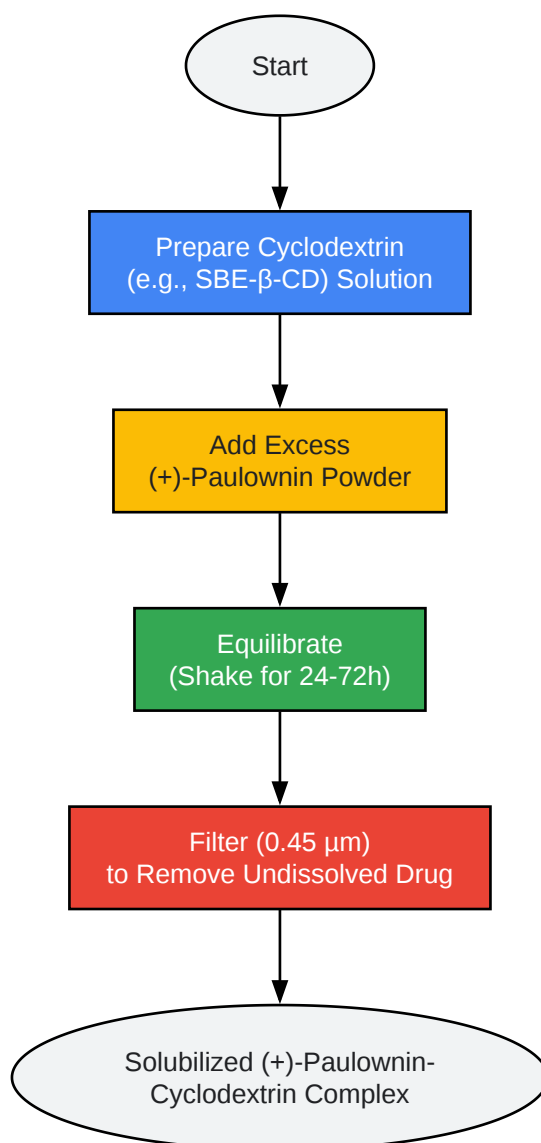 Start
Prepare Cyclodextrin
(e.g., SBE-β-CD) Solution
Add Excess
(+)-Paulownin Powder
Equilibrate
(Shake for 24-72h)
Filter (0.45 µm)
to Remove Undissolved Drug
Solubilized (+)-Paulownin-
Cyclodextrin Complex